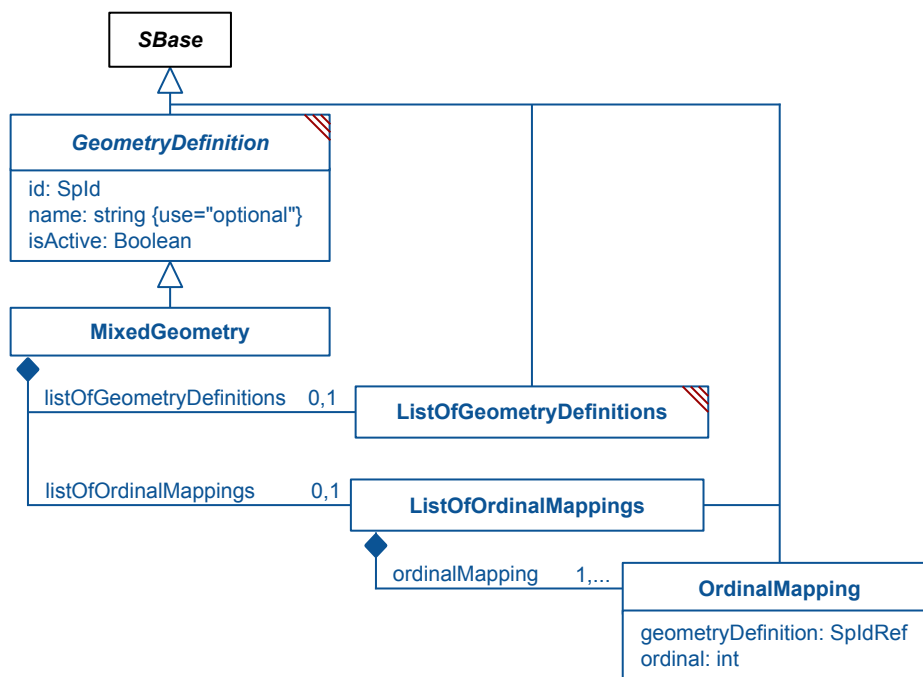 SBase
GeometryDefinition
id: SpId
name: string {use="optional"}
isActive: Boolean
MixedGeometry
listOfGeometryDefinitions 0,1
ListOfGeometryDefinitions
listOfOrdinalMappings 0,1
ListOfOrdinalMappings
ordinalMapping 1,...
OrdinalMapping
geometryDefinition: SpIdRef
ordinal: int